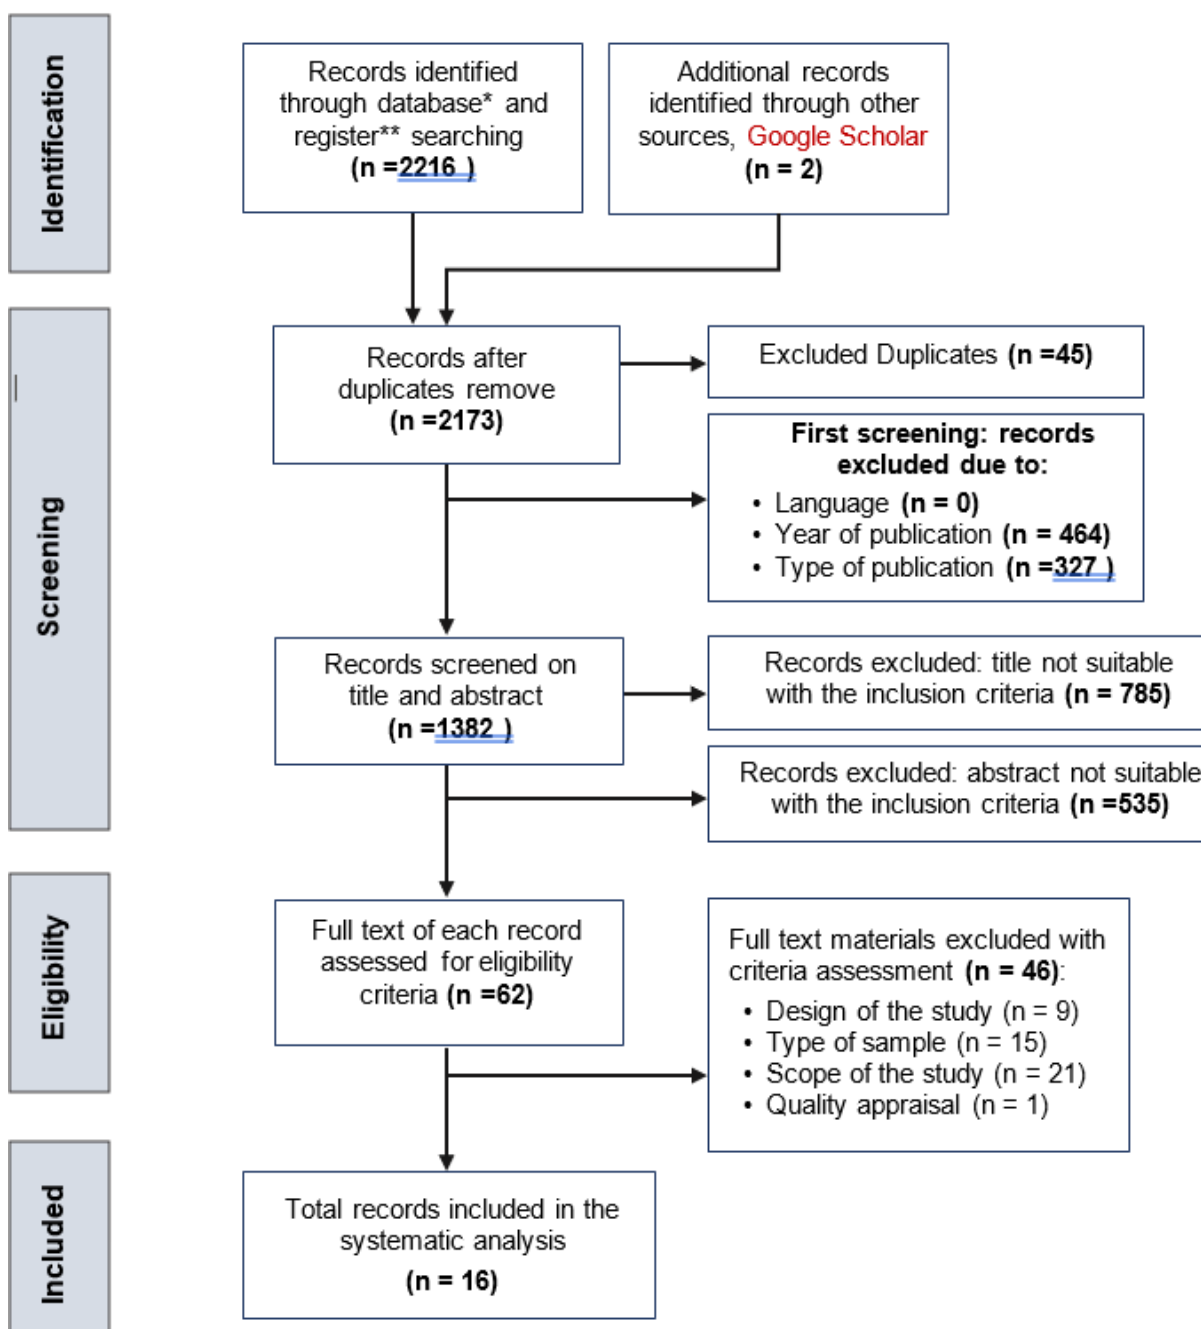 Identification
Records identified
through database* and
register** searching
(n =2216 )
Additional records
identified through other
sources, Google Scholar
(n = 2)
Screening
Records after
duplicates remove
(n =2173)
Excluded Duplicates (n =45)
First screening: records
excluded due to:
• Language (n = 0)
• Year of publication (n = 464)
• Type of publication (n =327 )
Records screened on
title and abstract
(n =1382 )
Records excluded: title not suitable
with the inclusion criteria (n = 785)
Records excluded: abstract not suitable
with the inclusion criteria (n =535)
Eligibility
Full text of each record
assessed for eligibility
criteria (n =62)
Full text materials excluded with
criteria assessment (n = 46):
• Design of the study (n = 9)
• Type of sample (n = 15)
• Scope of the study (n = 21)
• Quality appraisal (n = 1)
Included
Total records included in the
systematic analysis
(n = 16)